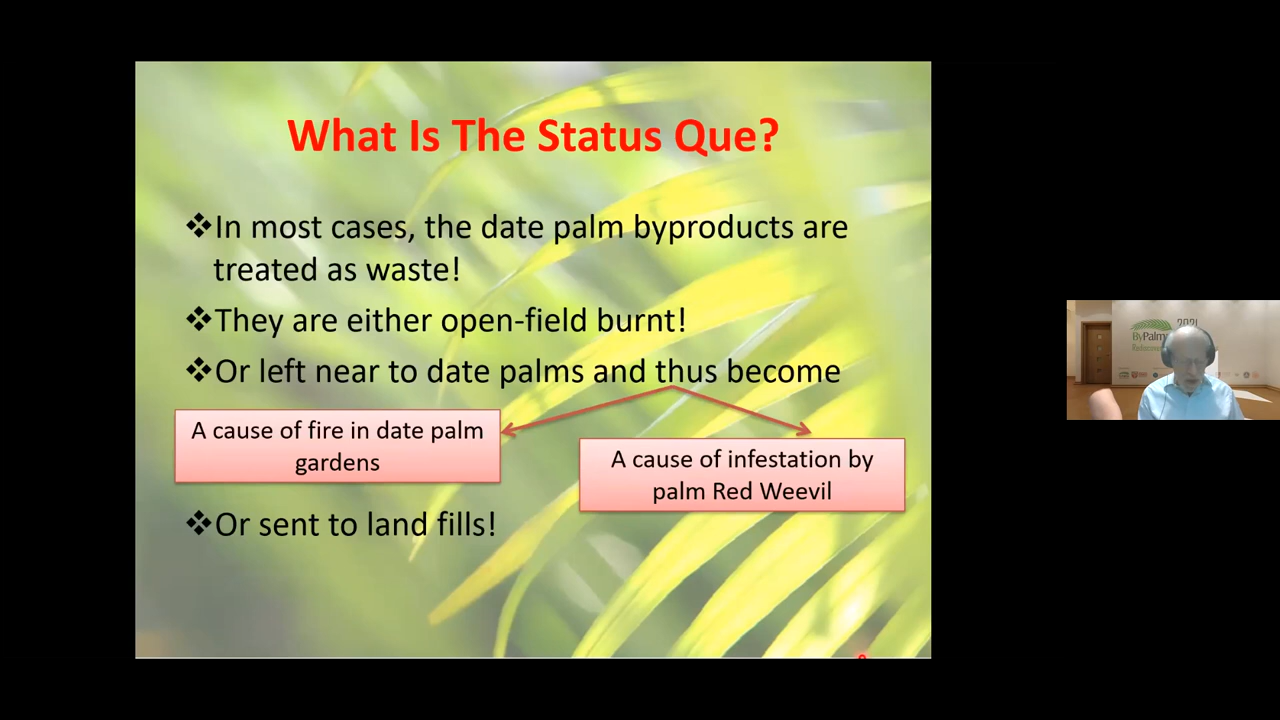 What Is The Status Que?
❖In most cases, the date palm byproducts are
treated as waste!
❖They are either open-field burnt!
❖Or left near to date palms and thus become
A cause of fire in date palm
gardens
A cause of infestation by
palm Red Weevil
❖Or sent to land fills!
2021
ByPalm